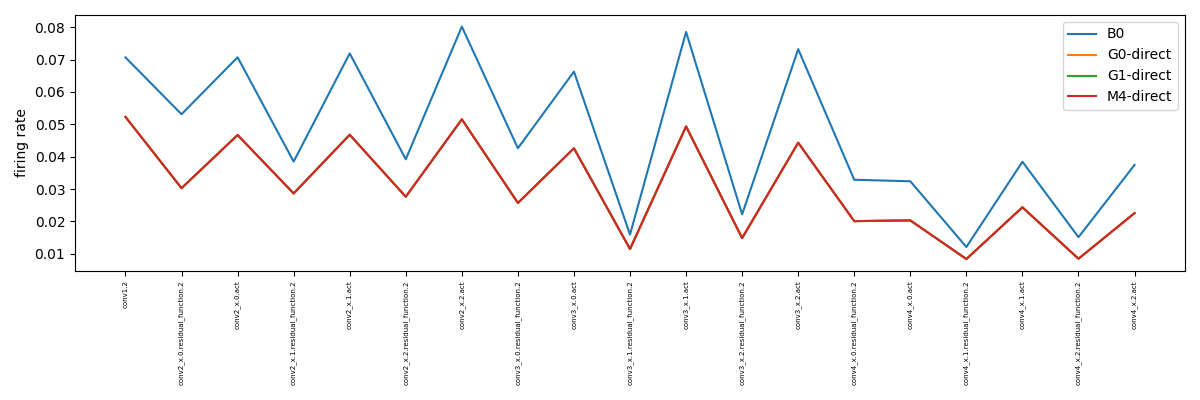 firing rate
0.08
0.07
0.06
0.05
0.04
0.03
0.02
0.01
B0
G0-direct
G1-direct
M4-direct
conv1.2
conv2_x.0.residual_function.2
conv2_x.0.act
conv2_x.1.residual_function.2
conv2_x.1.act
conv2_x.2.residual_function.2
conv2_x.2.act
conv3_x.0.residual_function.2
conv3_x.0.act
conv3_x.1.residual_function.2
conv3_x.1.act
conv3_x.2.residual_function.2
conv3_x.2.act
conv4_x.0.residual_function.2
conv4_x.0.act
conv4_x.1.residual_function.2
conv4_x.1.act
conv4_x.2.residual_function.2
conv4_x.2.act